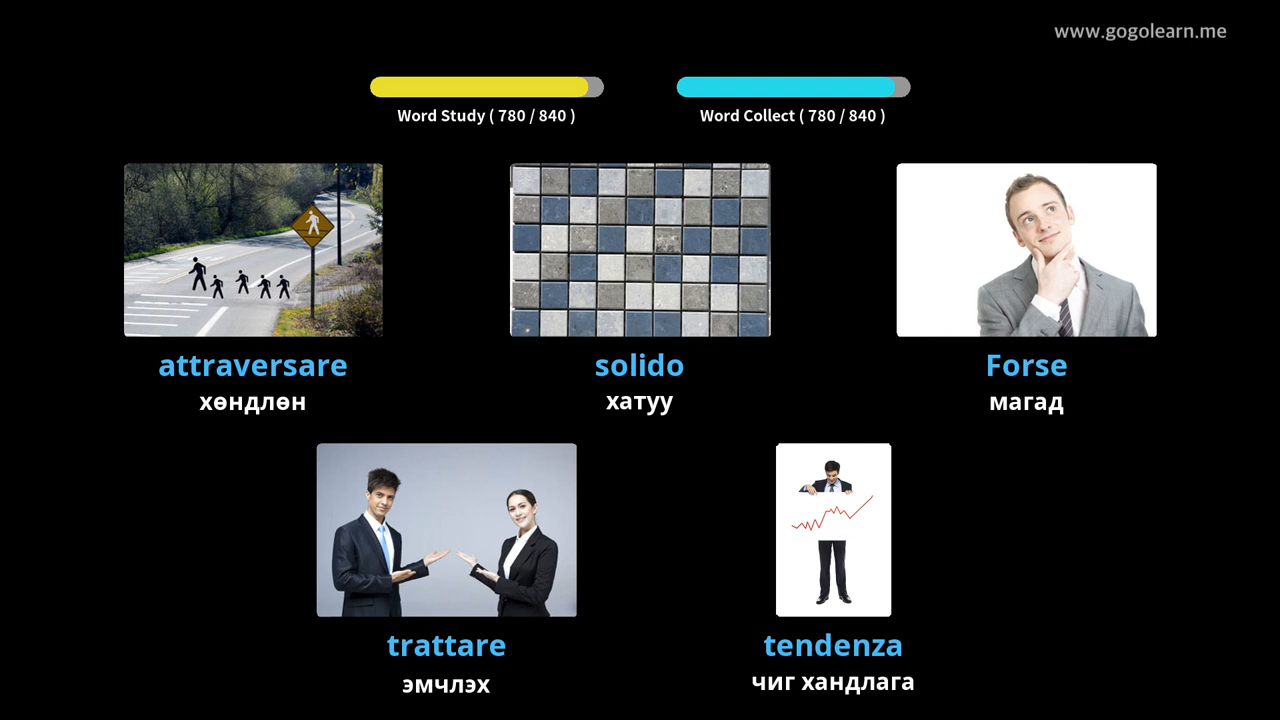 www.gogolearn.me
Word Study ( 780 / 840 )
Word Collect ( 780 / 840 )
attraversare
хөндлөн
solido
хатуу
Forse
магад
trattare
эмчлэх
tendenza
чиг хандлага